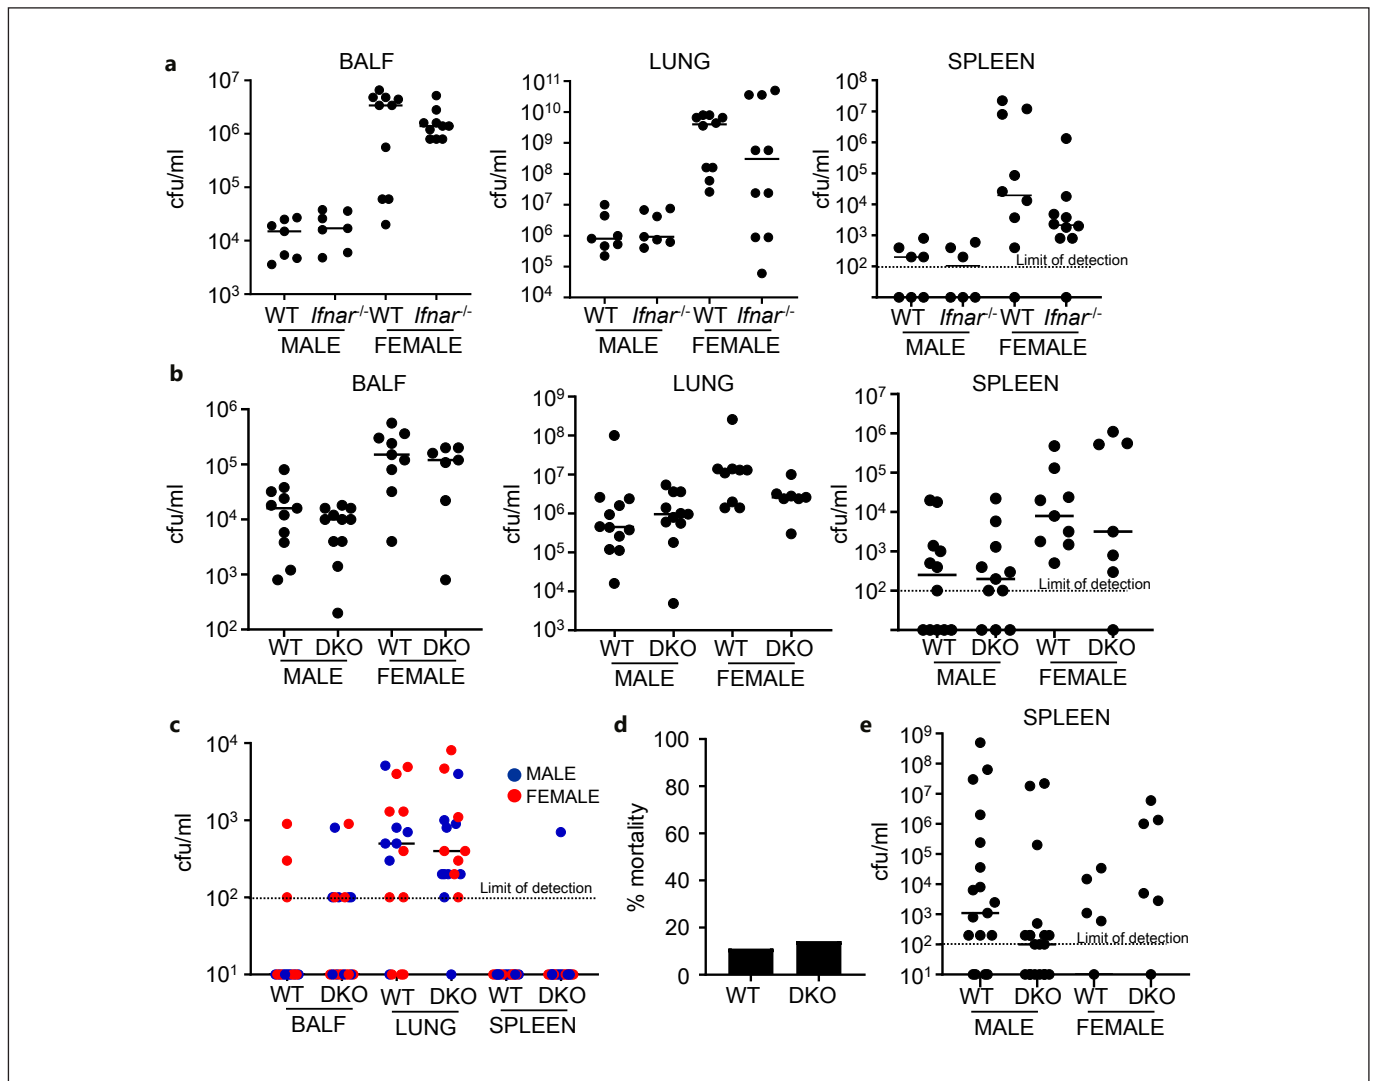 a
BALF
LUNG
SPLEEN
cfu/ml
10⁷
10⁶
10⁵
10⁴
10³
WT Ifnar⁻/⁻ WT Ifnar⁻/⁻
MALE FEMALE
cfu/ml
10¹¹
10¹⁰
10⁹
10⁸
10⁷
10⁶
10⁵
10⁴
WT Ifnar⁻/⁻ WT Ifnar⁻/⁻
MALE FEMALE
cfu/ml
10⁸
10⁷
10⁶
10⁵
10⁴
10³
10²
Limit of detection
WT Ifnar⁻/⁻ WT Ifnar⁻/⁻
MALE FEMALE
b
BALF
LUNG
SPLEEN
cfu/ml
10⁶
10⁵
10⁴
10³
10²
WT DKO WT DKO
MALE FEMALE
cfu/ml
10⁹
10⁸
10⁷
10⁶
10⁵
10⁴
10³
WT DKO WT DKO
MALE FEMALE
cfu/ml
10⁷
10⁶
10⁵
10⁴
10³
10²
Limit of detection
WT DKO WT DKO
MALE FEMALE
c
cfu/ml
10⁴
10³
10²
10¹
MALE
FEMALE
Limit of detection
WT DKO WT DKO WT DKO
BALF LUNG SPLEEN
d
% mortality
100
80
60
40
20
0
WT DKO
e
SPLEEN
cfu/ml
10⁹
10⁸
10⁷
10⁶
10⁵
10⁴
10³
10²
10¹
Limit of detection
WT DKO WT DKO
MALE FEMALE